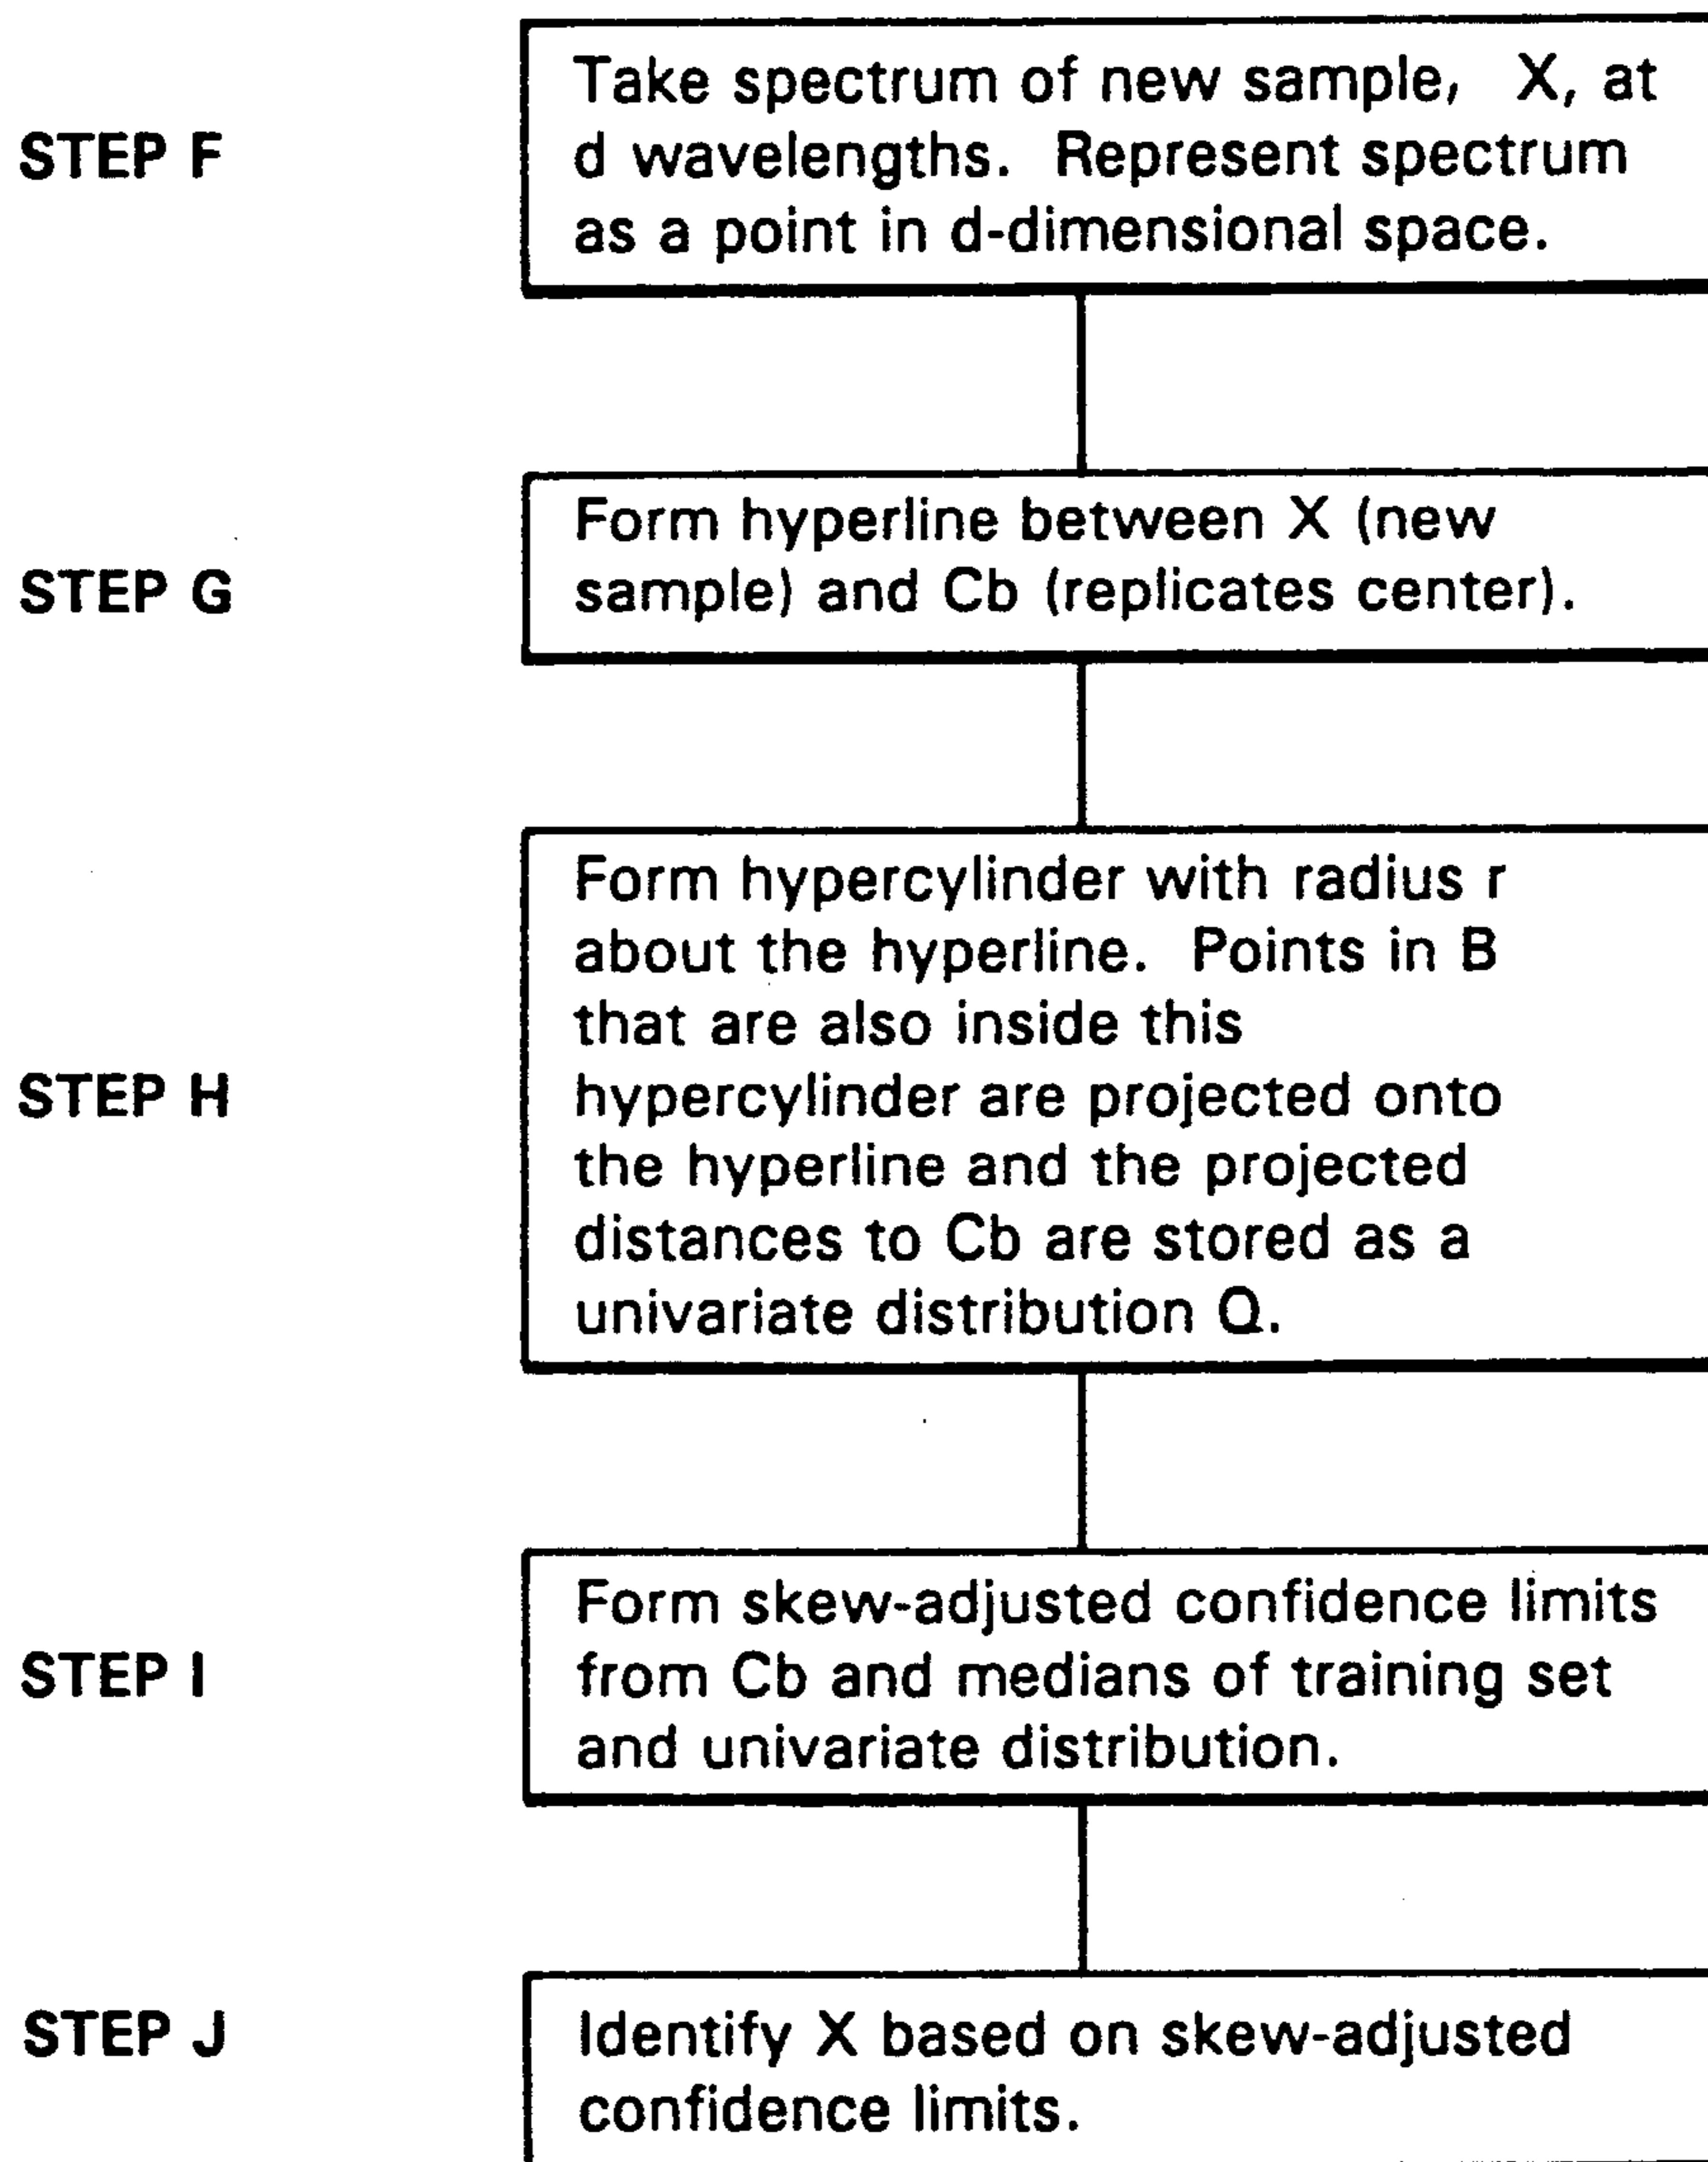 STEP F
Take spectrum of new sample, X, at
d wavelengths. Represent spectrum
as a point in d-dimensional space.
STEP G
Form hyperline between X (new
sample) and Cb (replicates center).
STEP H
Form hypercylinder with radius r
about the hyperline. Points in B
that are also inside this
hypercylinder are projected onto
the hyperline and the projected
distances to Cb are stored as a
univariate distribution Q.
STEP I
Form skew-adjusted confidence limits
from Cb and medians of training set
and univariate distribution.
STEP J
Identify X based on skew-adjusted
confidence limits.